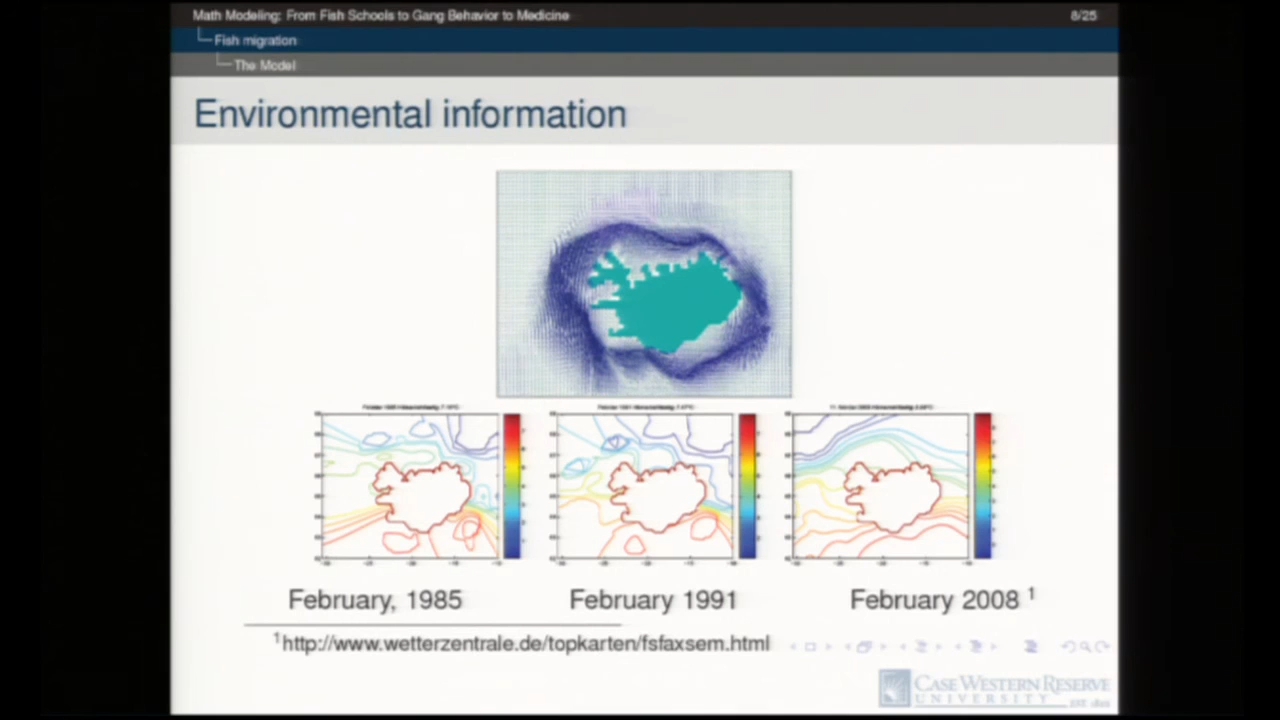 Math Modeling: From Fish Schools to Gang Behavior to Medicine
8/25
Fish migration
The Model
Environmental information
February, 1985
February 1991
February 2008 1
1http://www.wetterzentrale.de/topkarten/fsfaxsem.html
CASE WESTERN RESERVE
UNIVERSITY